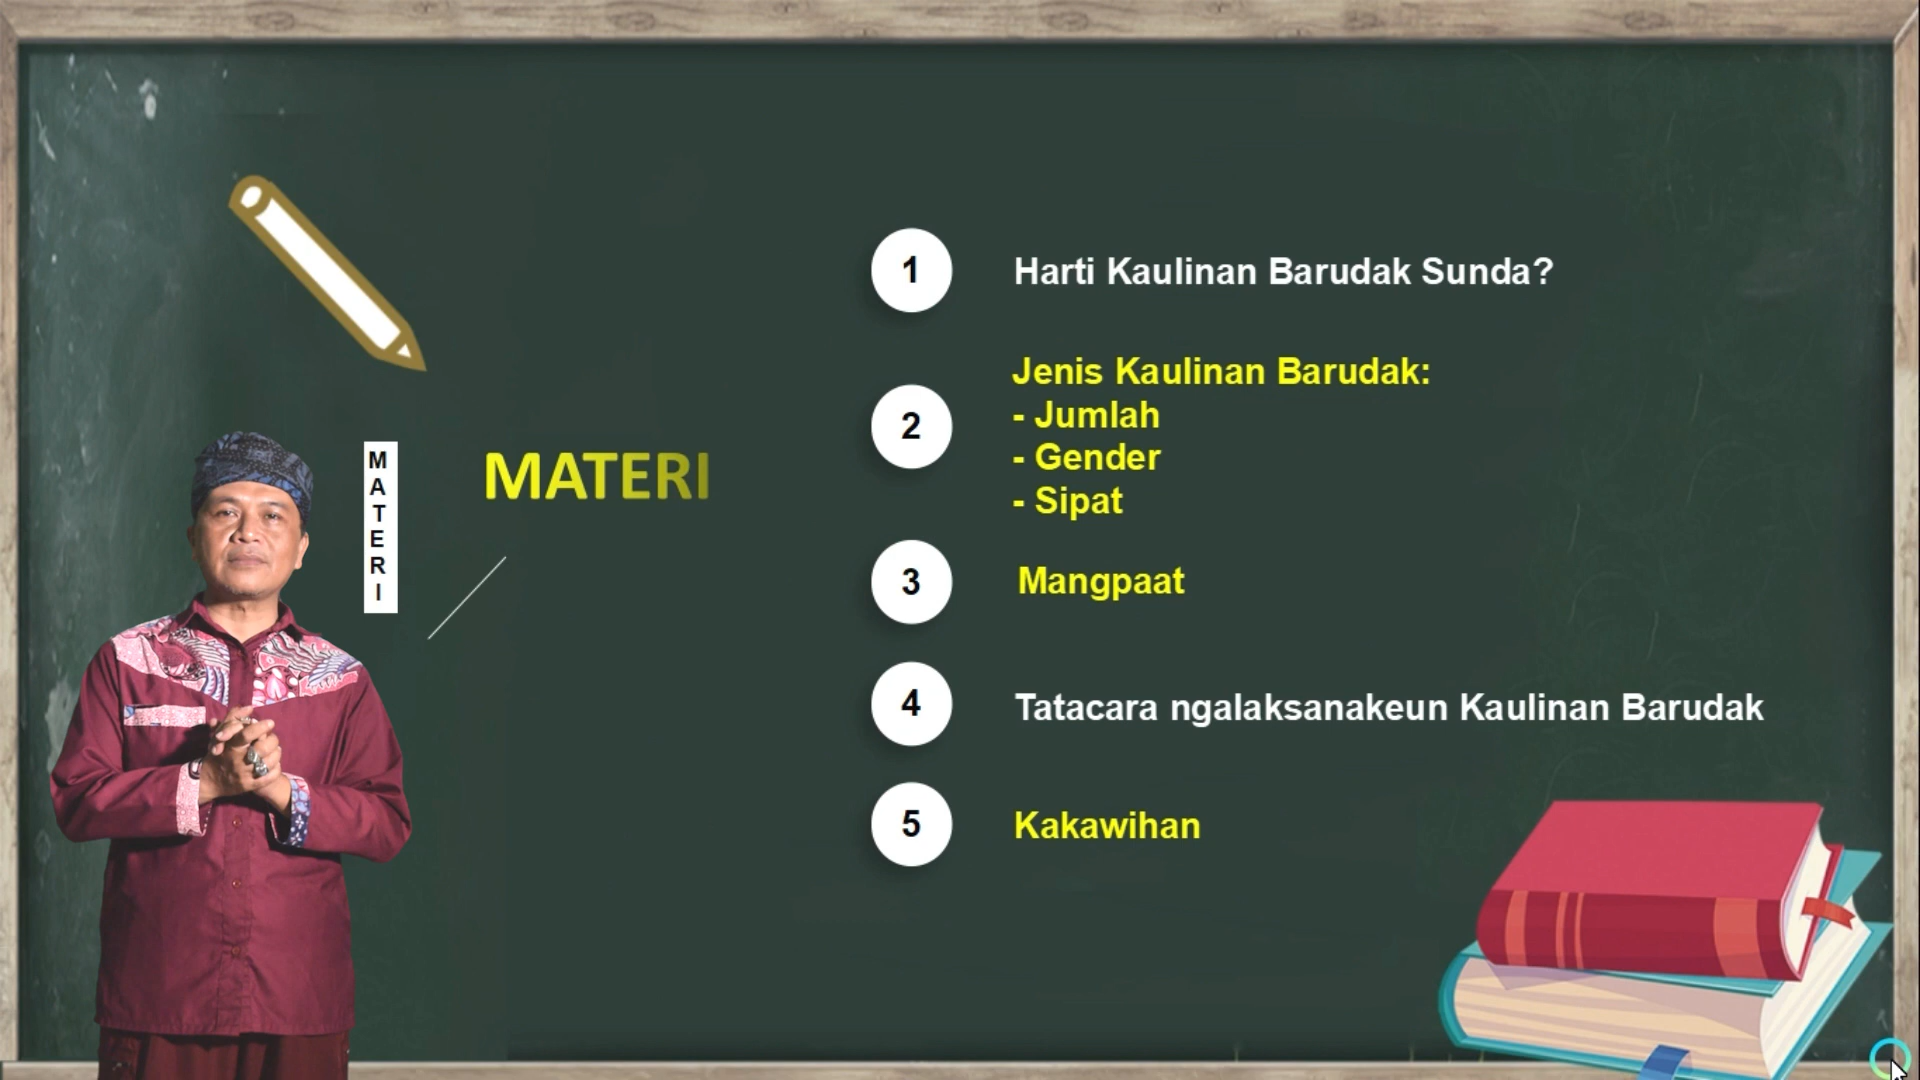 M
A
T
E
R
I
MATERI
1
Harti Kaulinan Barudak Sunda?
2
Jenis Kaulinan Barudak:
- Jumlah
- Gender
- Sipat
3
Mangpaat
4
Tatacara ngalaksanakeun Kaulinan Barudak
5
Kakawihan